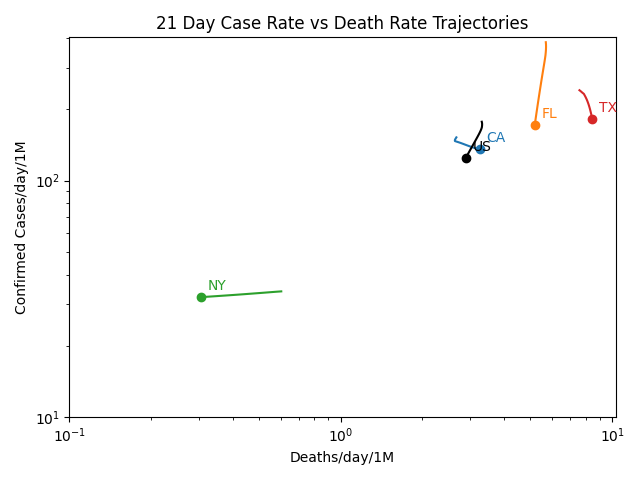 21 Day Case Rate vs Death Rate Trajectories
Confirmed Cases/day/1M
10²
10¹
FL
TX
CA
US
NY
10⁻¹
10⁰
10¹
Deaths/day/1M